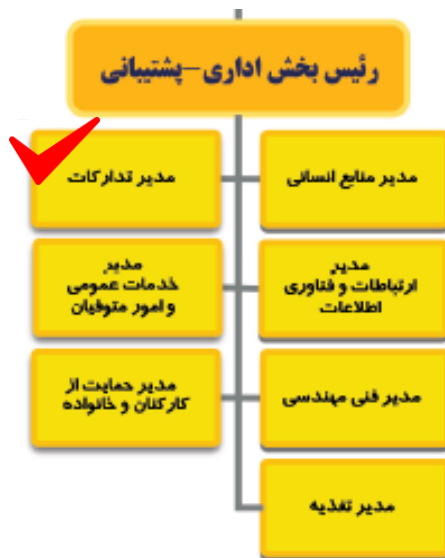 رئیس بخش اداری-پشتیبانی
مدیر منابع انسانی
مدیر تدارکات
مدیر
ارتباطات و فناوری
اطلاعات
مدیر
خدمات عمومی
و امور متوفیان
مدیر فنی مهندسی
مدیر حمایت از
کارکنان و خانواده
مدیر تغذیه